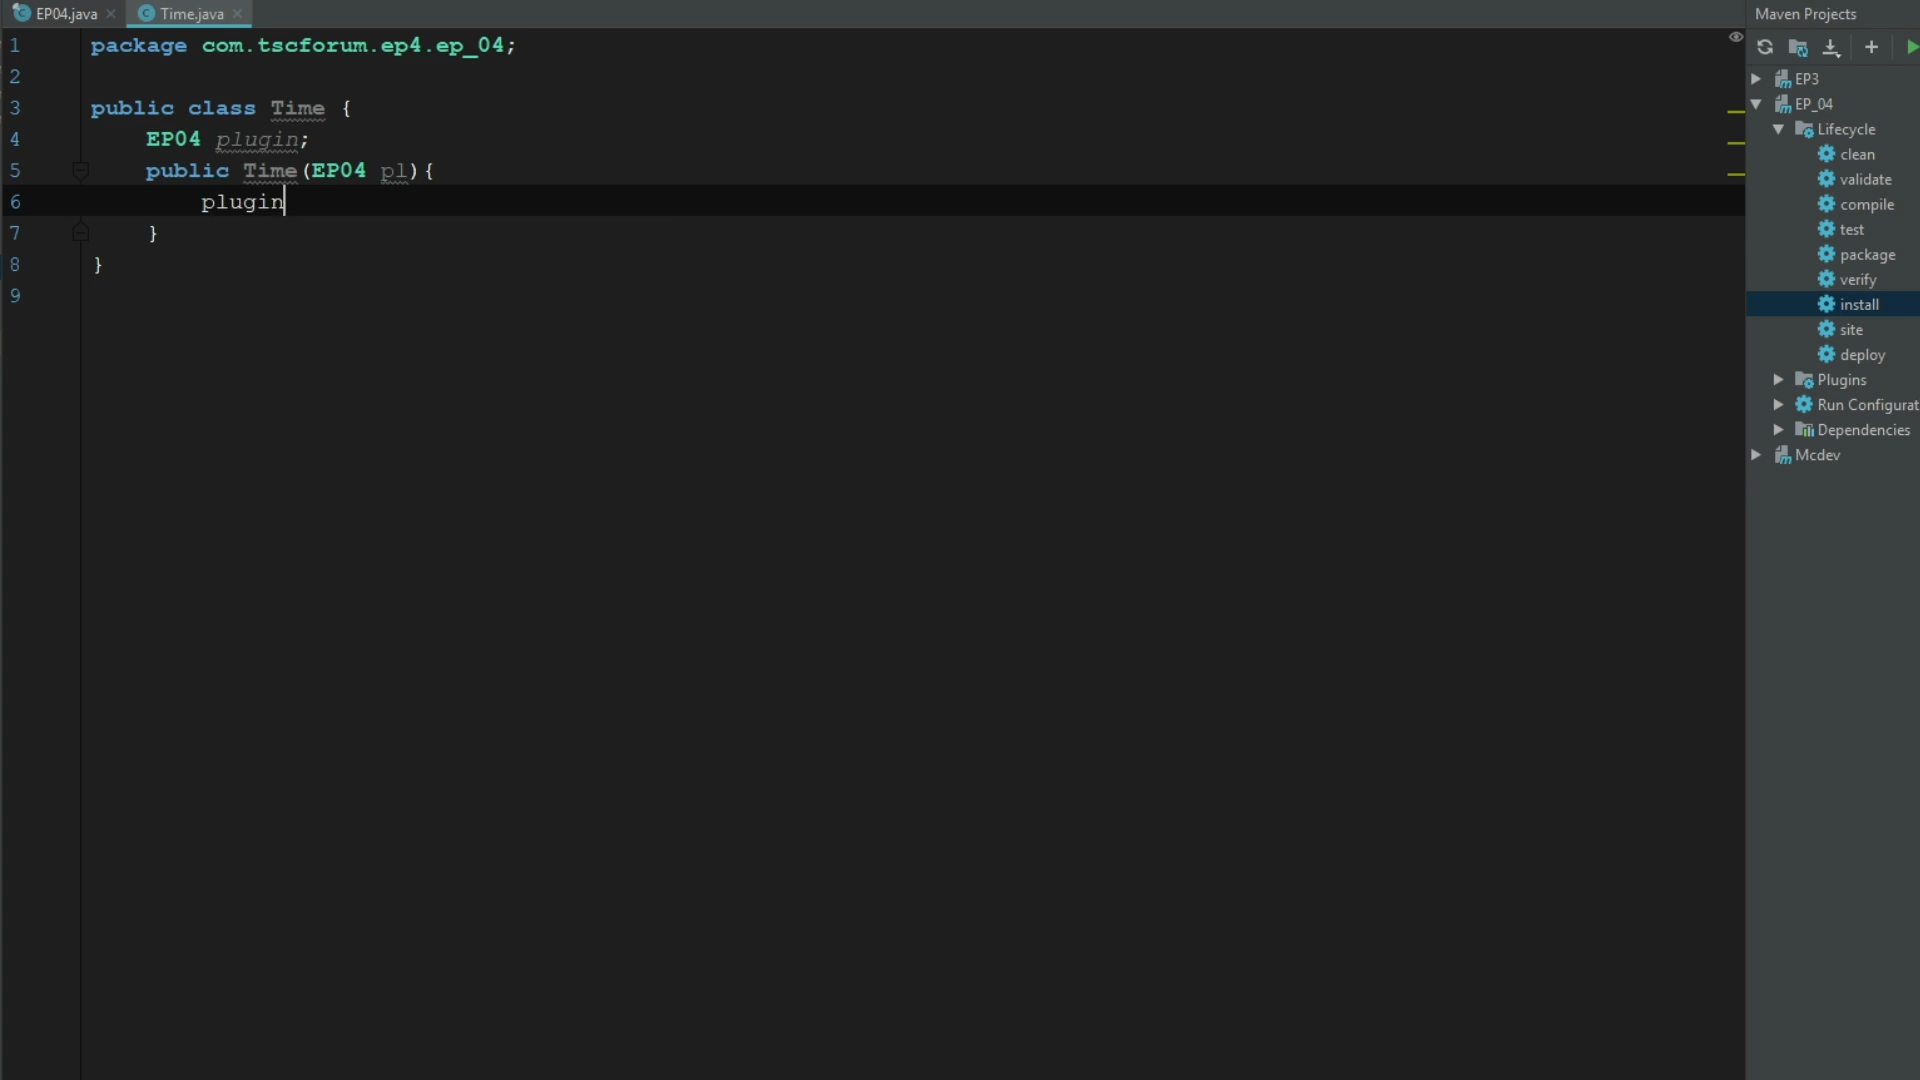 EP04.java
Time.java
Maven Projects
1 package com.tscforum.ep4.ep_04;
2
3 public class Time {
4 EP04 plugin;
5 public Time(EP04 pl){
6 plugin
7 }
8 }
9
EP3
EP_04
Lifecycle
clean
validate
compile
test
package
verify
install
site
deploy
Plugins
Run Configurat
Dependencies
Mcdev